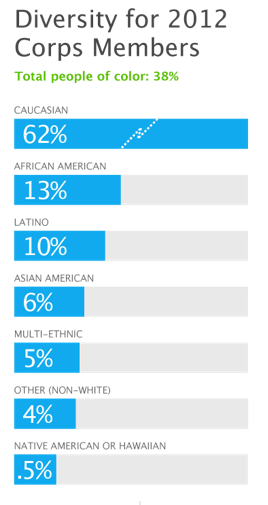 Diversity for 2012
Corps Members
Total people of color: 38%
CAUCASIAN
62%
AFRICAN AMERICAN
13%
LATINO
10%
ASIAN AMERICAN
6%
MULTI-ETHNIC
5%
OTHER (NON-WHITE)
4%
NATIVE AMERICAN OR HAWAIIAN
.5%